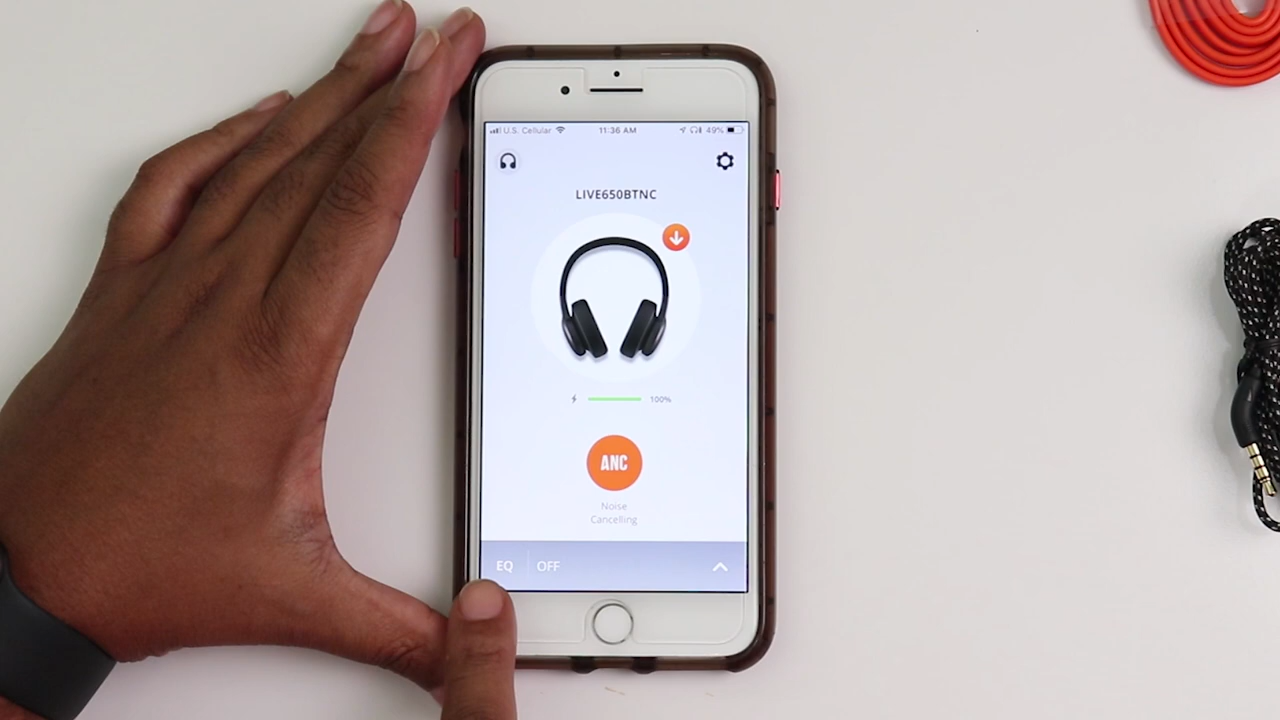 U.S. Cellular 11:36 AM 49%
LIVE650BTNC
100%
ANC
Noise
Cancelling
EQ OFF